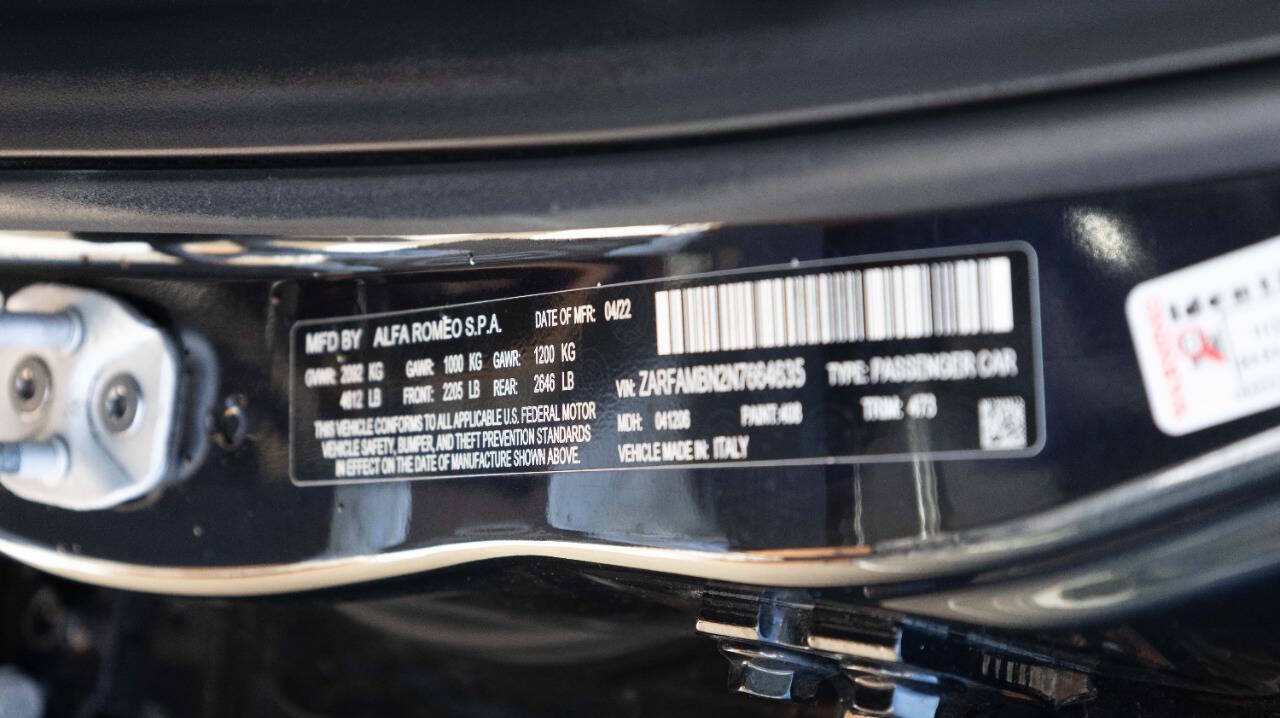 MFD BY ALFA ROMEO S.P.A. DATE OF MFR: 04/22
GVWR: 2092 KG GAWR: 1000 KG GAWR: 1200 KG
4612 LB FRONT: 2205 LB REAR: 2646 LB
THIS VEHICLE CONFORMS TO ALL APPLICABLE U.S. FEDERAL MOTOR
VEHICLE SAFETY, BUMPER, AND THEFT PREVENTION STANDARDS
IN EFFECT ON THE DATE OF MANUFACTURE SHOWN ABOVE.
VIN: ZARFAMBN2N7664635 TYPE: PASSENGER CAR
MDH: 041206 PAINT: 408 TRIM: 473
VEHICLE MADE IN: ITALY
WARNING